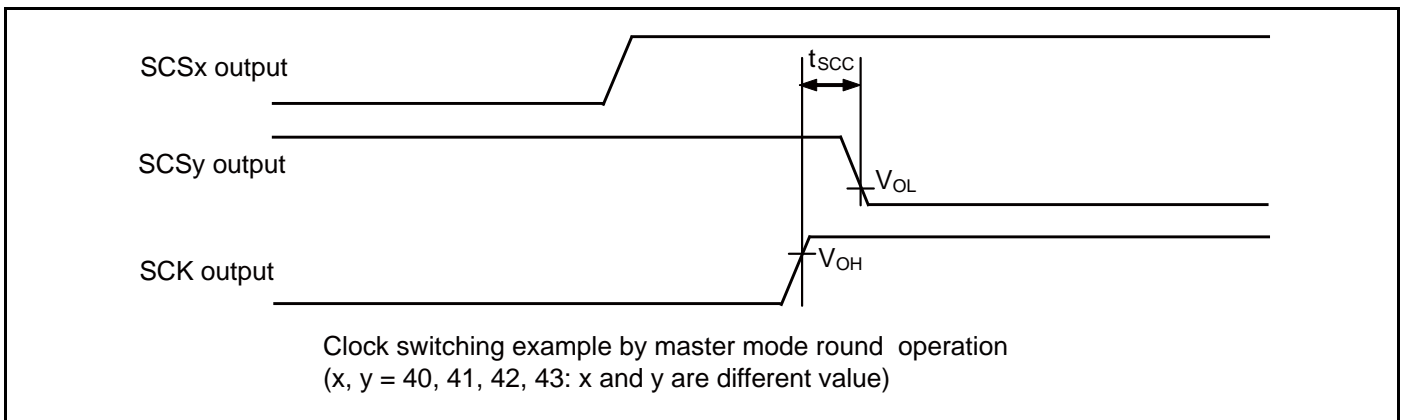 SCSx output
tSCC
SCSy output
VOL
SCK output
VOH
Clock switching example by master mode round operation
(x, y = 40, 41, 42, 43: x and y are different value)